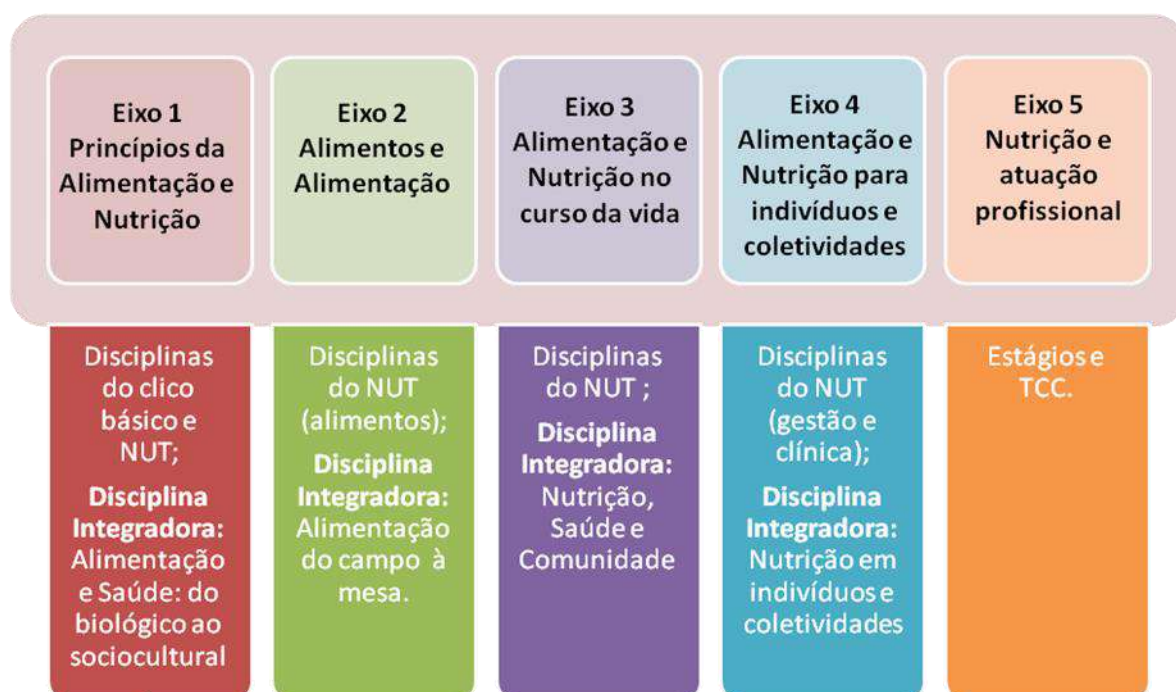 Eixo 1
Princípios da
Alimentação e
Nutrição
Eixo 2
Alimentos e
Alimentação
Eixo 3
Alimentação e
Nutrição no
curso da vida
Eixo 4
Alimentação e
Nutrição para
indivíduos e
coletividades
Eixo 5
Nutrição e
atuação
profissional
Disciplinas
do clico
básico e
NUT;
Disciplina
Integradora:
Alimentação
e Saúde: do
biológico ao
sociocultural
Disciplinas
do NUT
(alimentos);
Disciplina
Integradora:
Alimentação
do campo à
mesa.
Disciplinas
do NUT ;
Disciplina
Integradora:
Nutrição,
Saúde e
Comunidade
Disciplinas
do NUT
(gestão e
clínica);
Disciplina
Integradora:
Nutrição em
indivíduos e
coletividades
Estágios e
TCC.